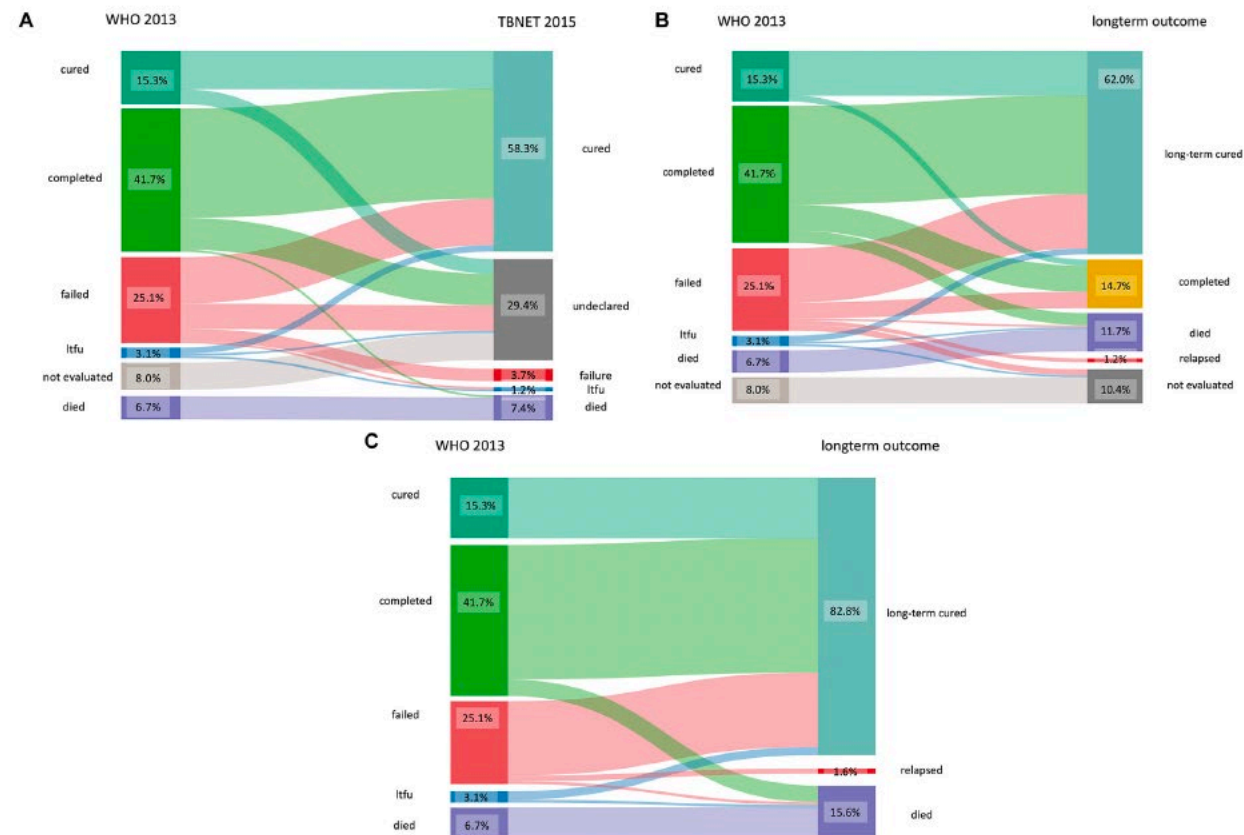 A
WHO 2013
TBNET 2015
cured
15.3%
completed
41.7%
failed
25.1%
ltfu
3.1%
not evaluated
8.0%
died
6.7%
58.3%
cured
29.4%
undeclared
3.7%
failure
1.2%
ltfu
7.4%
died
B
WHO 2013
longterm outcome
cured
15.3%
completed
41.7%
failed
25.1%
ltfu
3.1%
died
6.7%
not evaluated
8.0%
62.0%
long-term cured
14.7%
completed
11.7%
died
1.2%
relapsed
10.4%
not evaluated
C
WHO 2013
longterm outcome
cured
15.3%
completed
41.7%
failed
25.1%
ltfu
3.1%
died
6.7%
82.8%
long-term cured
1.6%
relapsed
15.6%
died